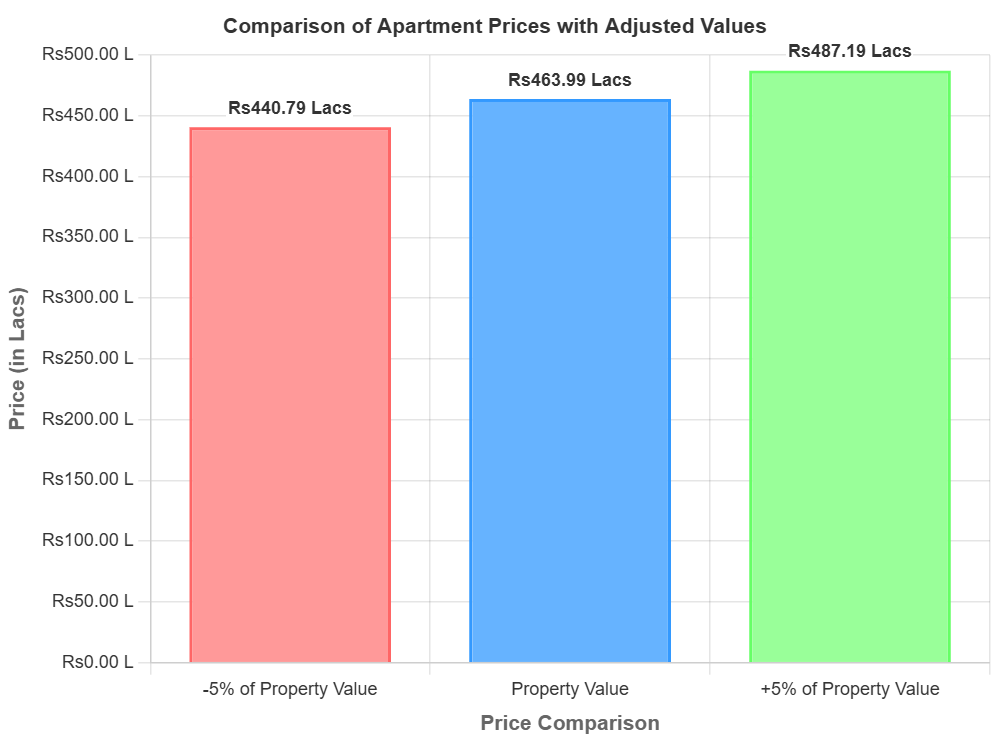 Comparison of Apartment Prices with Adjusted Values
Rs500.00 L
Rs450.00 L
Rs400.00 L
Rs350.00 L
Rs300.00 L
Rs250.00 L
Rs200.00 L
Rs150.00 L
Rs100.00 L
Rs50.00 L
Rs0.00 L
Price (in Lacs)
Rs440.79 Lacs
Rs463.99 Lacs
Rs487.19 Lacs
-5% of Property Value
Property Value
+5% of Property Value
Price Comparison